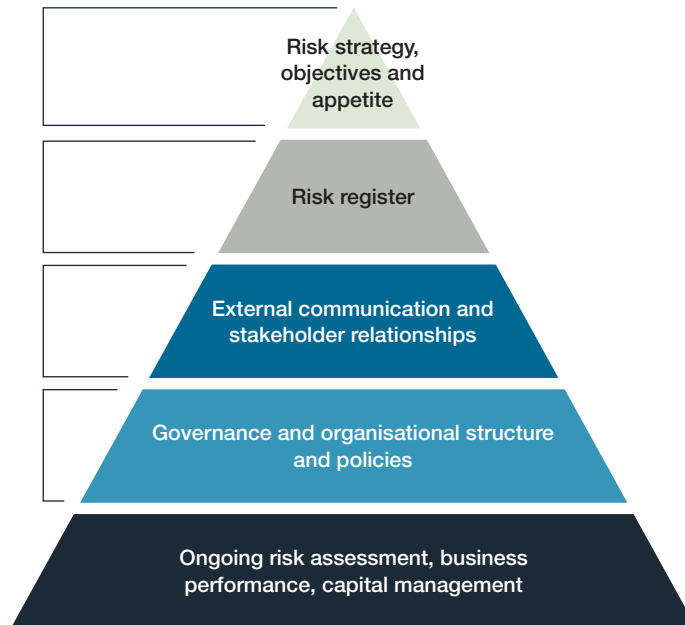 Risk strategy,
objectives and
appetite
Risk register
External communication and
stakeholder relationships
Governance and organisational structure
and policies
Ongoing risk assessment, business
performance, capital management